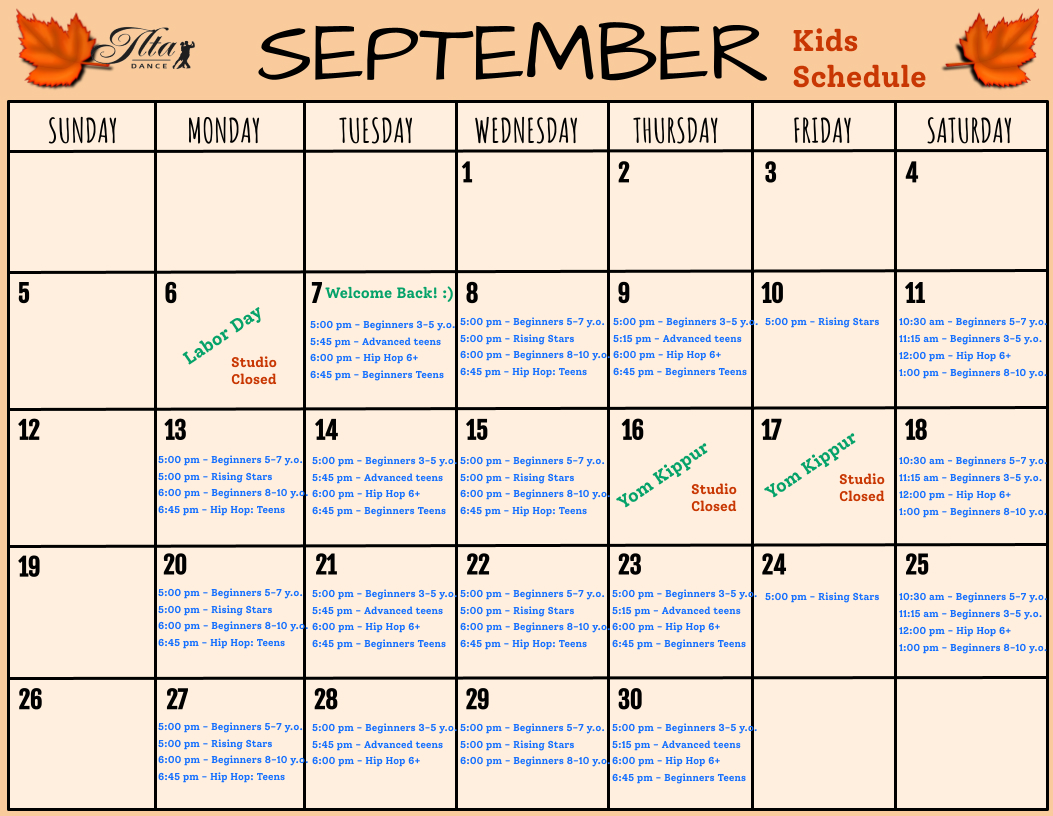 Ilta
DANCE
SEPTEMBER
Kids
Schedule
SUNDAY MONDAY TUESDAY WEDNESDAY THURSDAY FRIDAY SATURDAY
1
2
3
4
5
6
Labor Day
Studio
Closed
7 Welcome Back! :)
5:00 pm - Beginners 3-5 y.o.
5:45 pm - Advanced teens
6:00 pm - Hip Hop 6+
6:45 pm - Beginners Teens
8
5:00 pm - Beginners 5-7 y.o.
5:00 pm - Rising Stars
6:00 pm - Beginners 8-10 y.o.
6:45 pm - Hip Hop: Teens
9
5:00 pm - Beginners 3-5 y.o.
5:15 pm - Advanced teens
6:00 pm - Hip Hop 6+
6:45 pm - Beginners Teens
10
5:00 pm - Rising Stars
11
10:30 am - Beginners 5-7 y.o.
11:15 am - Beginners 3-5 y.o.
12:00 pm - Hip Hop 6+
1:00 pm - Beginners 8-10 y.o.
12
13
5:00 pm - Beginners 5-7 y.o.
5:00 pm - Rising Stars
6:00 pm - Beginners 8-10 y.o.
6:45 pm - Hip Hop: Teens
14
5:00 pm - Beginners 3-5 y.o.
5:45 pm - Advanced teens
6:00 pm - Hip Hop 6+
6:45 pm - Beginners Teens
15
5:00 pm - Beginners 5-7 y.o.
5:00 pm - Rising Stars
6:00 pm - Beginners 8-10 y.o.
6:45 pm - Hip Hop: Teens
16
Yom Kippur
Studio
Closed
17
Yom Kippur
Studio
Closed
18
10:30 am - Beginners 5-7 y.o.
11:15 am - Beginners 3-5 y.o.
12:00 pm - Hip Hop 6+
1:00 pm - Beginners 8-10 y.o.
19
20
5:00 pm - Beginners 5-7 y.o.
5:00 pm - Rising Stars
6:00 pm - Beginners 8-10 y.o.
6:45 pm - Hip Hop: Teens
21
5:00 pm - Beginners 3-5 y.o.
5:45 pm - Advanced teens
6:00 pm - Hip Hop 6+
6:45 pm - Beginners Teens
22
5:00 pm - Beginners 5-7 y.o.
5:00 pm - Rising Stars
6:00 pm - Beginners 8-10 y.o.
6:45 pm - Hip Hop: Teens
23
5:00 pm - Beginners 3-5 y.o.
5:15 pm - Advanced teens
6:00 pm - Hip Hop 6+
6:45 pm - Beginners Teens
24
5:00 pm - Rising Stars
25
10:30 am - Beginners 5-7 y.o.
11:15 am - Beginners 3-5 y.o.
12:00 pm - Hip Hop 6+
1:00 pm - Beginners 8-10 y.o.
26
27
5:00 pm - Beginners 5-7 y.o.
5:00 pm - Rising Stars
6:00 pm - Beginners 8-10 y.o.
6:45 pm - Hip Hop: Teens
28
5:00 pm - Beginners 3-5 y.o.
5:45 pm - Advanced teens
6:00 pm - Hip Hop 6+
29
5:00 pm - Beginners 5-7 y.o.
5:00 pm - Rising Stars
6:00 pm - Beginners 8-10 y.o.
30
5:00 pm - Beginners 3-5 y.o.
5:15 pm - Advanced teens
6:00 pm - Hip Hop 6+
6:45 pm - Beginners Teens